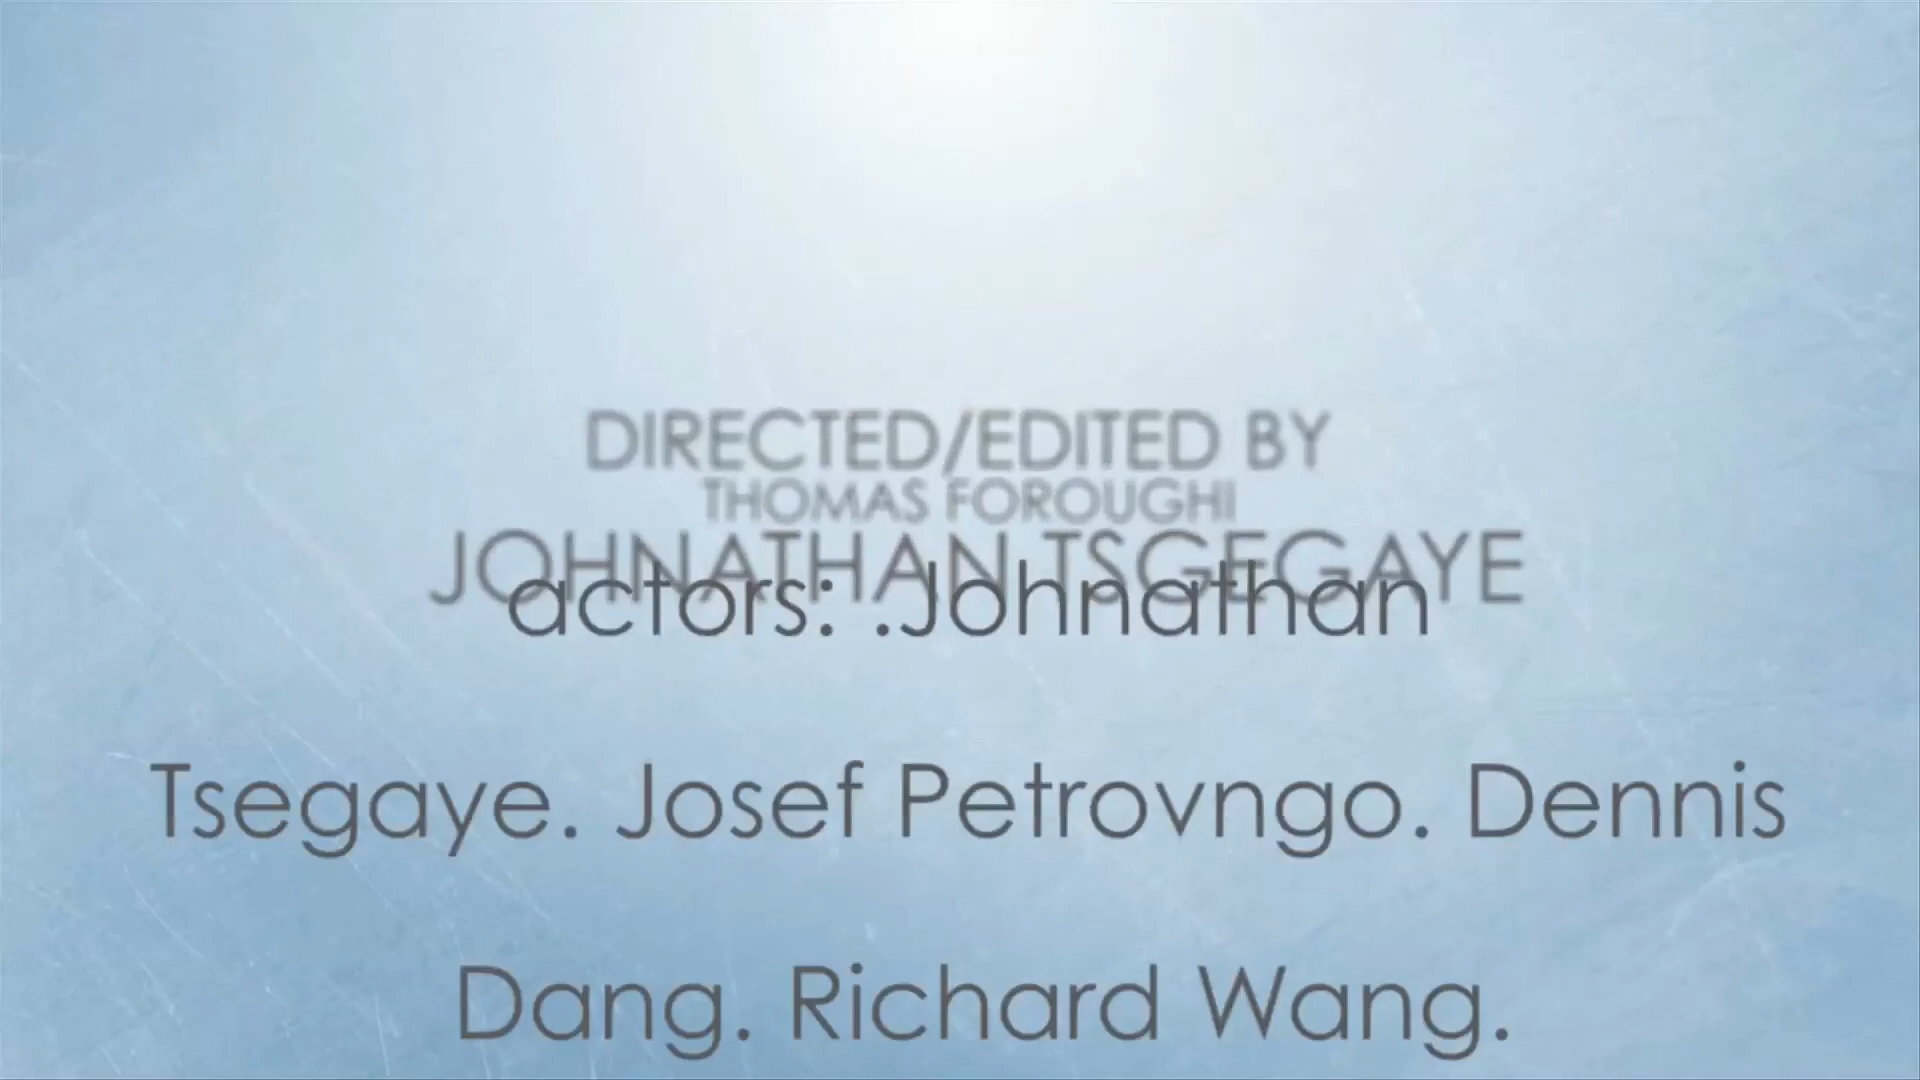 DIRECTED/EDITED BY
THOMAS FOROUGHI
JOHNATHAN TSGEGAYE
actors: .Johnathan
Tsegaye. Josef Petrovngo. Dennis
Dang. Richard Wang.